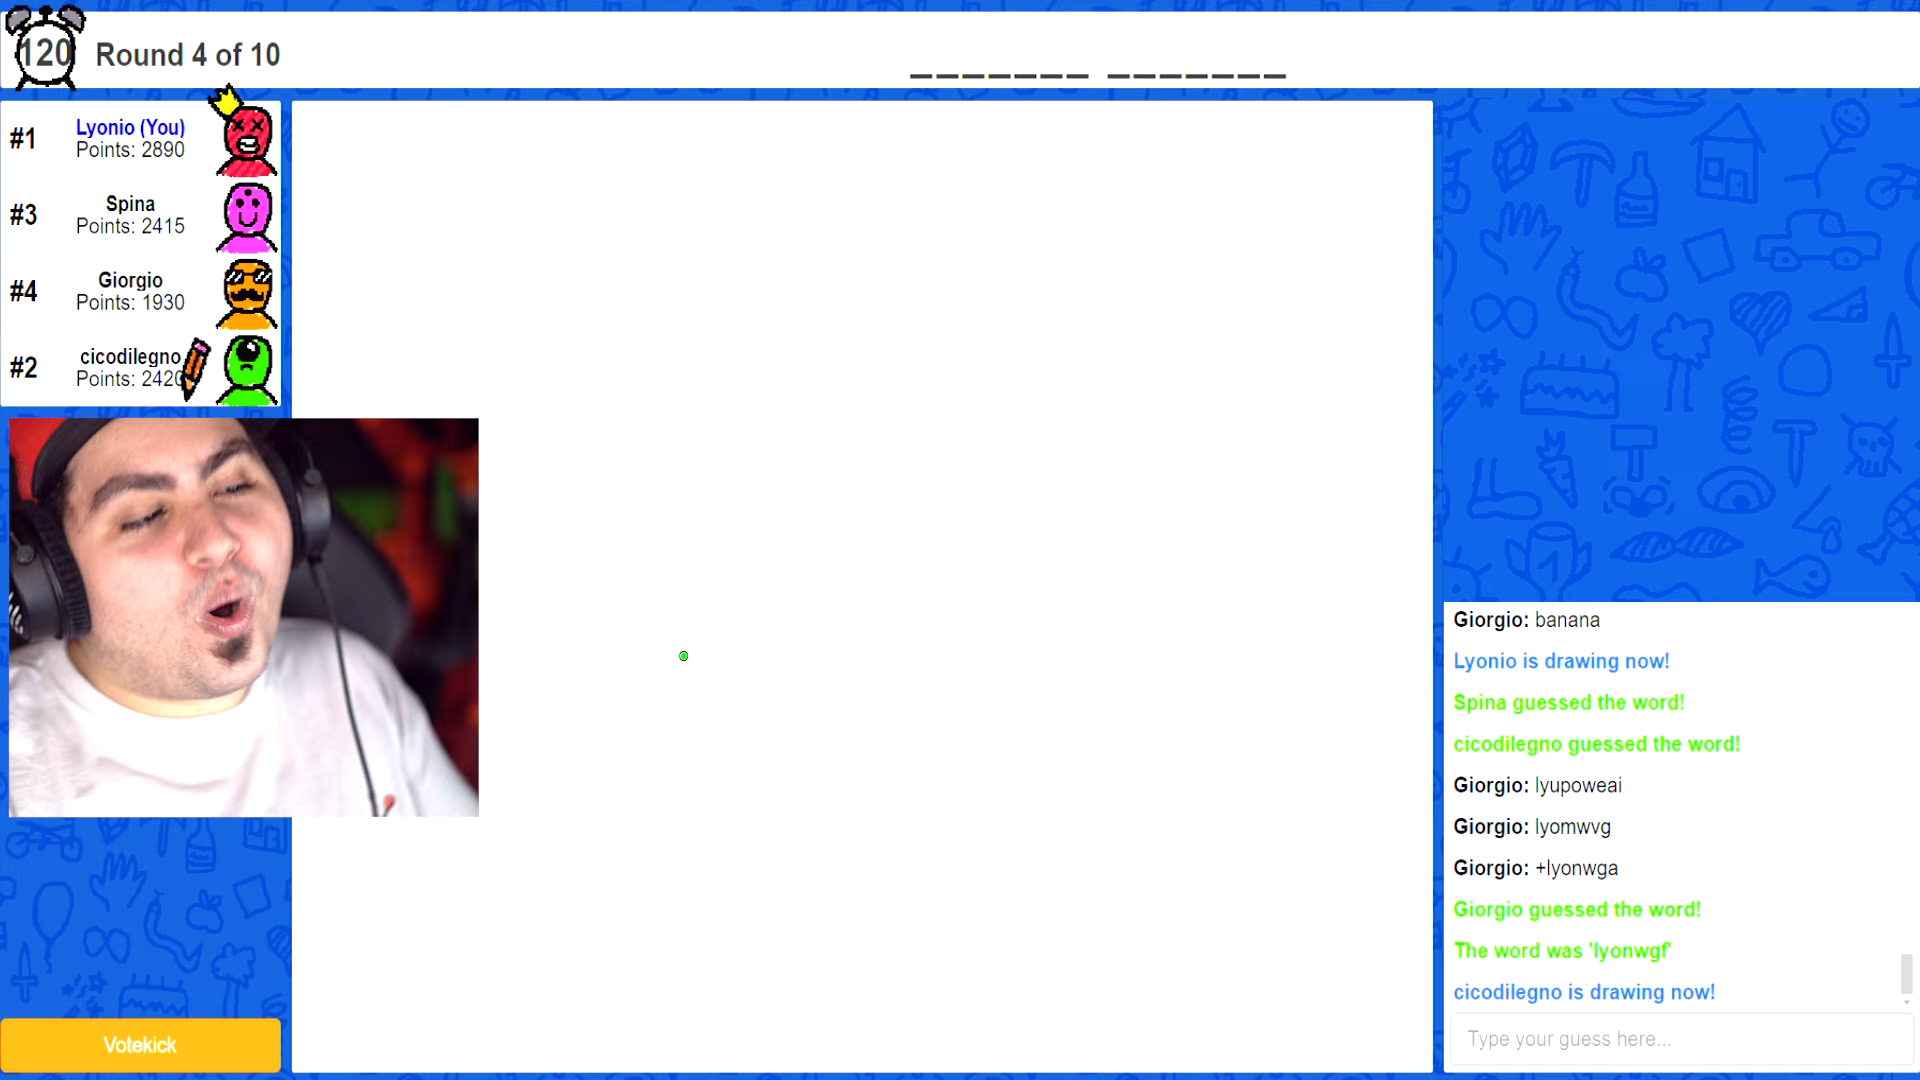 120
Round 4 of 10
_______ _______
#1
Lyonio (You)
Points: 2890
#3
Spina
Points: 2415
#4
Giorgio
Points: 1930
#2
cicodilegno
Points: 2420
Votekick
Giorgio: banana
Lyonio is drawing now!
Spina guessed the word!
cicodilegno guessed the word!
Giorgio: lyupoweai
Giorgio: lyomwvg
Giorgio: +lyonwga
Giorgio guessed the word!
The word was 'lyonwgf'
cicodilegno is drawing now!
Type your guess here...